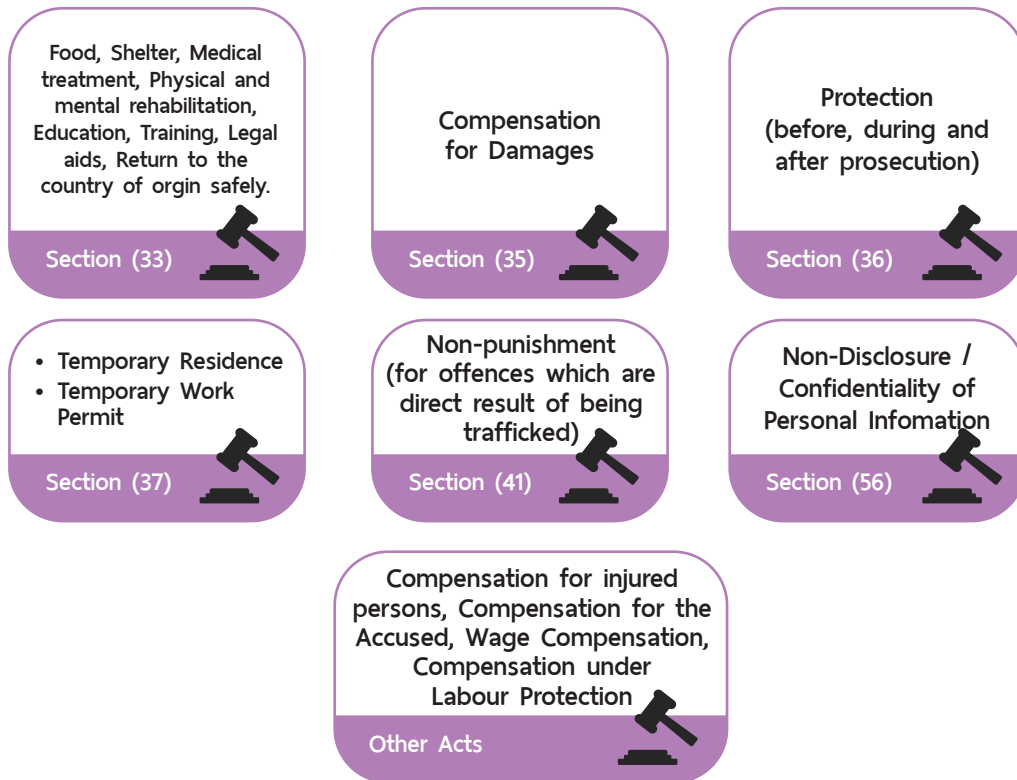 Food, Shelter, Medical
treatment, Physical and
mental rehabilitation,
Education, Training, Legal
aids, Return to the
country of orgin safely.
Section (33)
Compensation
for Damages
Section (35)
Protection
(before, during and
after prosecution)
Section (36)
• Temporary Residence
• Temporary Work
Permit
Section (37)
Non-punishment
(for offences which are
direct result of being
trafficked)
Section (41)
Non-Disclosure /
Confidentiality of
Personal Infomation
Section (56)
Compensation for injured
persons, Compensation for the
Accused, Wage Compensation,
Compensation under
Labour Protection
Other Acts